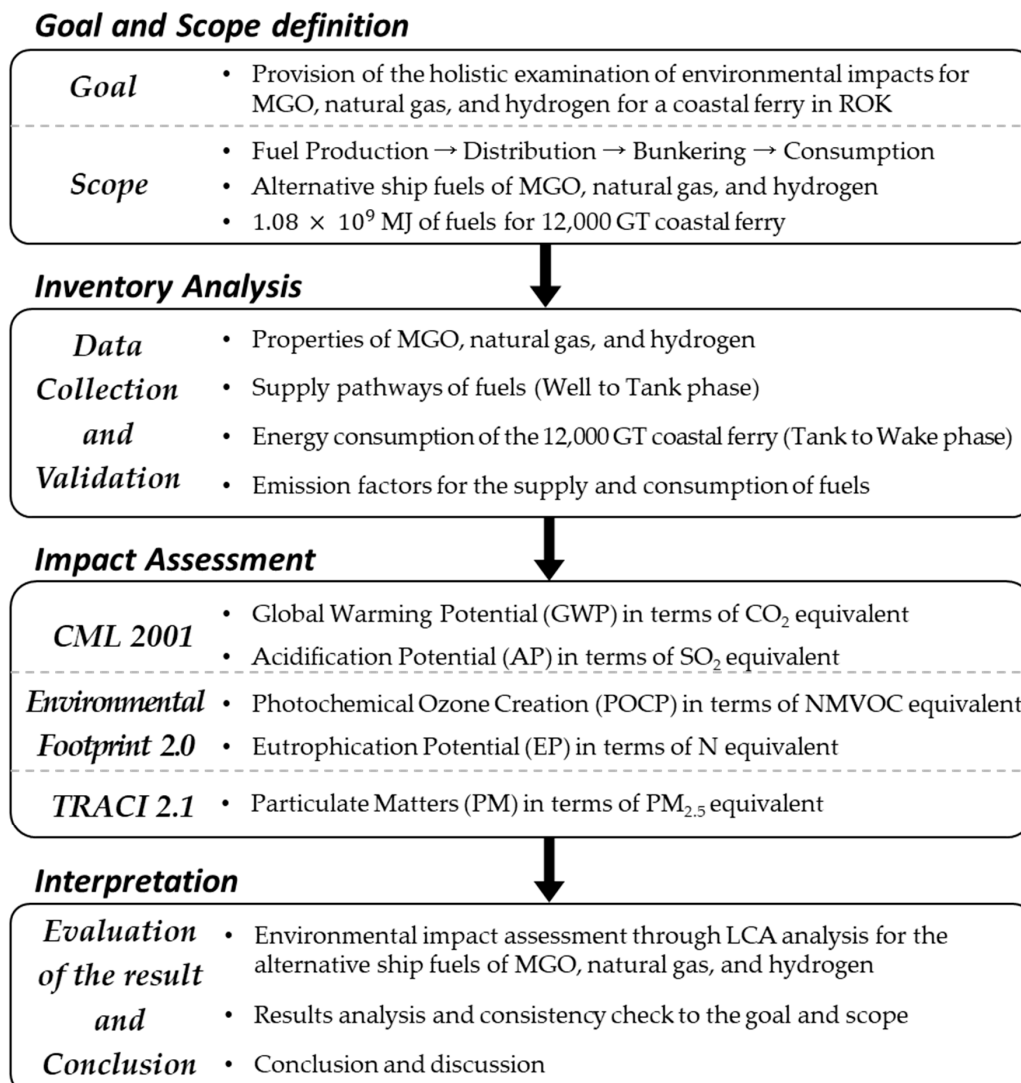 Goal and Scope definition
Goal
• Provision of the holistic examination of environmental impacts for
MGO, natural gas, and hydrogen for a coastal ferry in ROK
Scope
• Fuel Production → Distribution → Bunkering → Consumption
• Alternative ship fuels of MGO, natural gas, and hydrogen
• 1.08 × 10⁹ MJ of fuels for 12,000 GT coastal ferry
Inventory Analysis
Data
Collection
and
Validation
• Properties of MGO, natural gas, and hydrogen
• Supply pathways of fuels (Well to Tank phase)
• Energy consumption of the 12,000 GT coastal ferry (Tank to Wake phase)
• Emission factors for the supply and consumption of fuels
Impact Assessment
CML 2001
• Global Warming Potential (GWP) in terms of CO₂ equivalent
• Acidification Potential (AP) in terms of SO₂ equivalent
Environmental
Footprint 2.0
• Photochemical Ozone Creation (POCP) in terms of NMVOC equivalent
• Eutrophication Potential (EP) in terms of N equivalent
TRACI 2.1
• Particulate Matters (PM) in terms of PM₂.₅ equivalent
Interpretation
Evaluation
of the result
and
Conclusion
• Environmental impact assessment through LCA analysis for the
alternative ship fuels of MGO, natural gas, and hydrogen
• Results analysis and consistency check to the goal and scope
• Conclusion and discussion